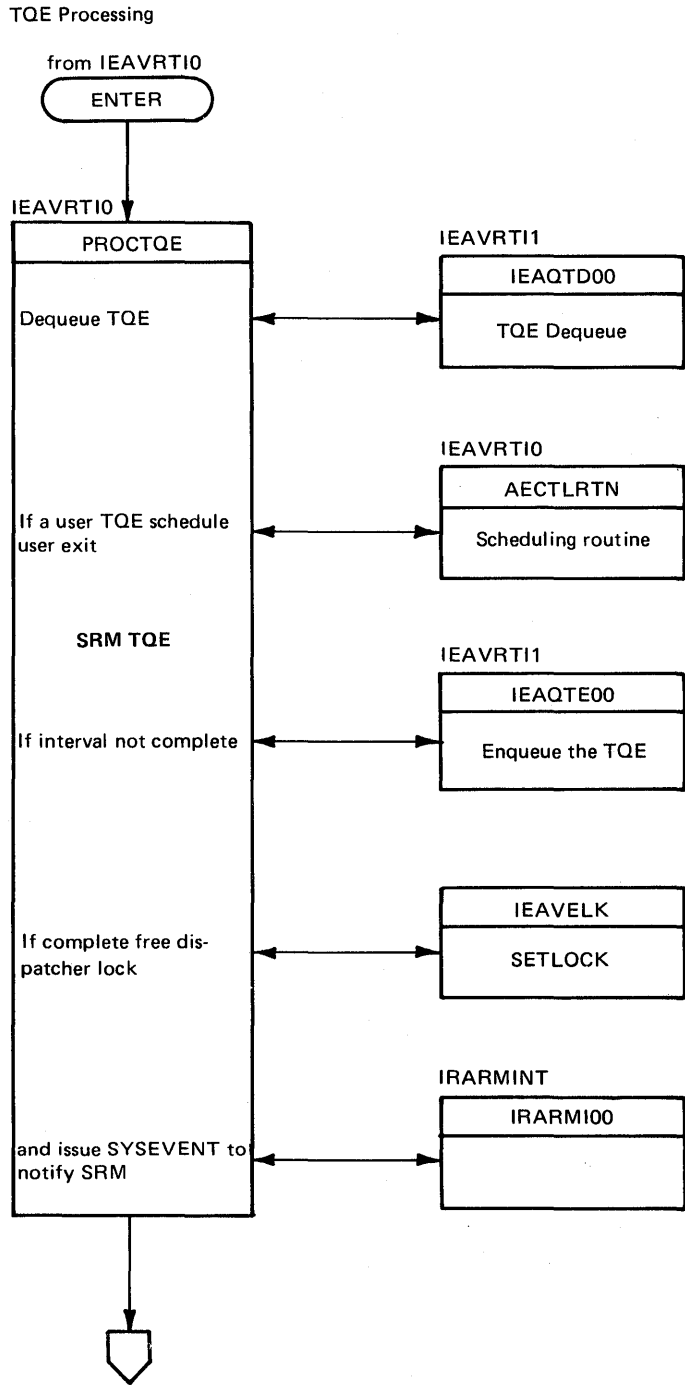 TQE Processing
from IEAVRTI0
ENTER
IEAVRTI0
PROCTQE
IEAVRTI1
IEAQTD00
Dequeue TQE
TQE Dequeue
IEAVRTI0
AECTLRTN
If a user TQE schedule
user exit
Scheduling routine
SRM TQE
IEAVRTI1
IEAQTE00
If interval not complete
Enqueue the TQE
IEAVELK
If complete free dis-
patcher lock
SETLOCK
IRARMINT
IRARMI00
and issue SYSEVENT to
notify SRM